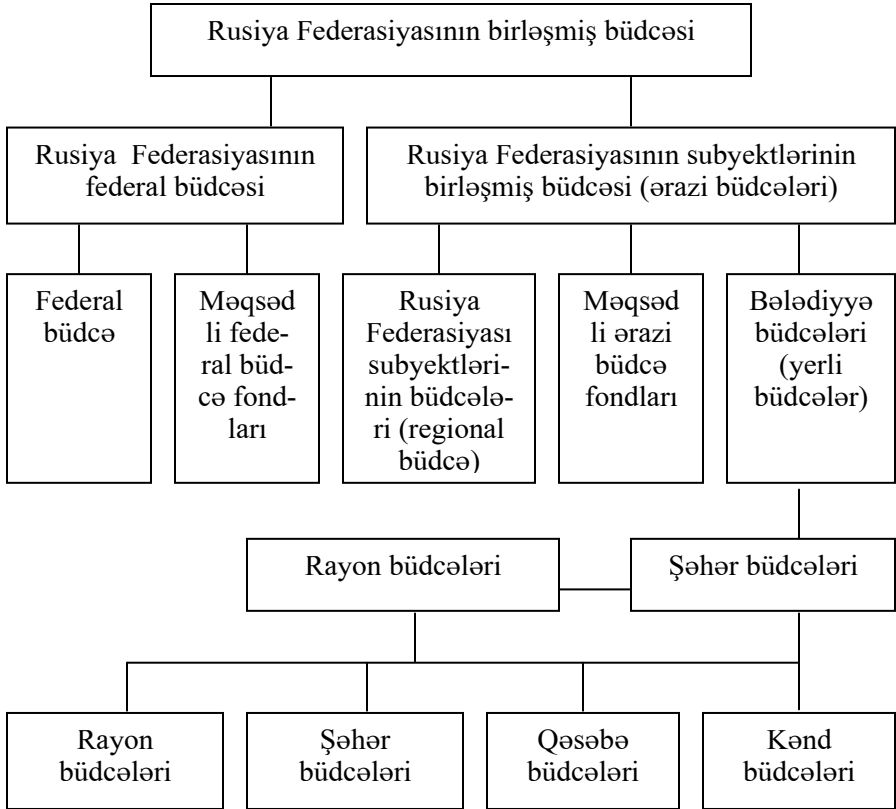 Rusiya Federasiyasının birləşmiş büdcəsi
Rusiya Federasiyasının
federal büdcəsi
Rusiya Federasiyasının subyektlərinin
birləşmiş büdcəsi (ərazi büdcələri)
Federal
büdcə
Məqsəd
li fede-
ral büd-
cə fond-
ları
Rusiya
Federasiyası
subyektləri-
nin büdcələ-
ri (regional
büdcə)
Məqsəd
li ərazi
büdcə
fondları
Bələdiyyə
büdcələri
(yerli
büdcələr)
Rayon büdcələri
Şəhər büdcələri
Rayon
büdcələri
Şəhər
büdcələri
Qəsəbə
büdcələri
Kənd
büdcələri